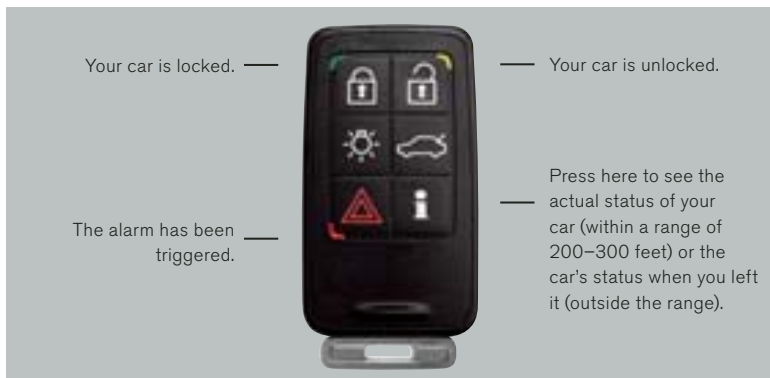 Your car is locked.
Your car is unlocked.
The alarm has been
triggered.
Press here to see the
actual status of your
car (within a range of
200–300 feet) or the
car's status when you left
it (outside the range).